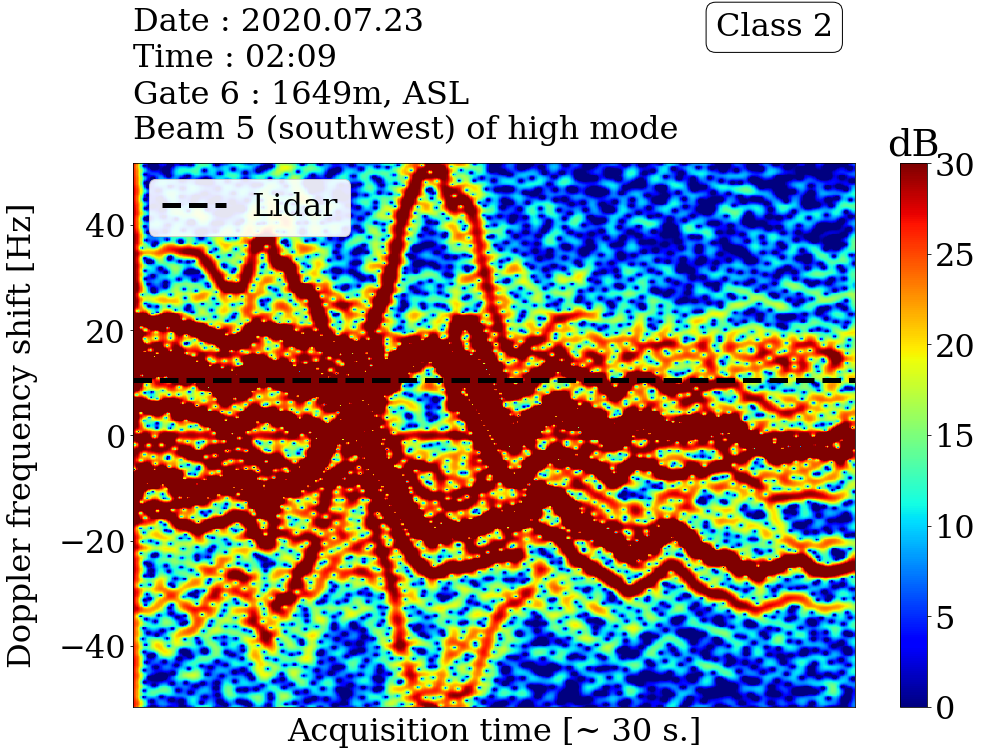 Date : 2020.07.23
Time : 02:09
Gate 6 : 1649m, ASL
Beam 5 (southwest) of high mode
Class 2
dB
Lidar
Doppler frequency shift [Hz]
40
20
0
−20
−40
30
25
20
15
10
5
0
Acquisition time [~ 30 s.]